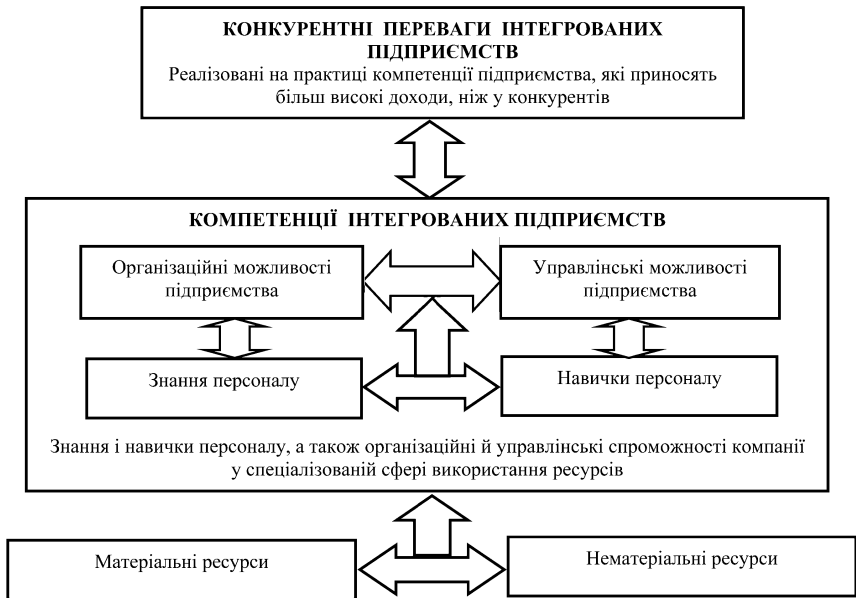 КОНКУРЕНТНІ ПЕРЕВАГИ ІНТЕГРОВАНИХ
ПІДПРИЄМСТВ
Реалізовані на практиці компетенції підприємства, які приносять
більш високі доходи, ніж у конкурентів
КОМПЕТЕНЦІЇ ІНТЕГРОВАНИХ ПІДПРИЄМСТВ
Організаційні можливості
підприємства
Управлінські можливості
підприємства
Знання персоналу
Навички персоналу
Знання і навички персоналу, а також організаційні й управлінські спроможності компанії
у спеціалізованій сфері використання ресурсів
Матеріальні ресурси
Нематеріальні ресурси